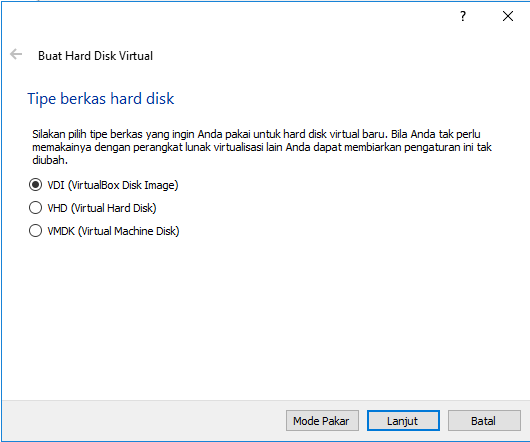 ?
Buat Hard Disk Virtual
Tipe berkas hard disk
Silakan pilih tipe berkas yang ingin Anda pakai untuk hard disk virtual baru. Bila Anda tak perlu
memakainya dengan perangkat lunak virtualisasi lain Anda dapat membiarkan pengaturan ini tak
diubah.
VDI (VirtualBox Disk Image)
VHD (Virtual Hard Disk)
VMDK (Virtual Machine Disk)
Mode Pakar Lanjut Batal